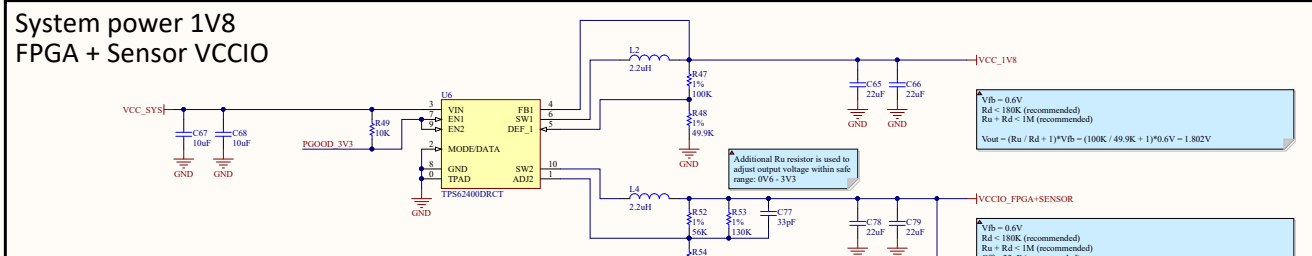 System power 1V8
FPGA + Sensor VCCIO
L2
2.2uH
VCC_1V8
R47
1%
100K
C65
22uF
C66
22uF
GND
GND
R48
1%
49.9K
GND
U6
VCC_SYS
3 VIN FB1 4
7 EN1 SW1 6
9 EN2 DEF_1 5
2 MODE/DATA
8 GND SW2 10
0 TPAD ADJ2 1
TPS62400DRCT
GND
C67
10uF
C68
10uF
GND
GND
R49
10K
PGOOD_3V3
Vfb = 0.6V
Rd < 180K (recommended)
Ru + Rd < 1M (recommended)
Vout = (Ru / Rd + 1)*Vfb = (100K / 49.9K + 1)*0.6V = 1.802V
Additional Ru resistor is used to
adjust output voltage within safe
range: 0V6 - 3V3
L4
2.2uH
VCCIO_FPGA+SENSOR
R52
1%
56K
R53
1%
130K
C77
33pF
C78
22uF
C79
22uF
R54
Vfb = 0.6V
Rd < 180K (recommended)
Ru + Rd < 1M (recommended)